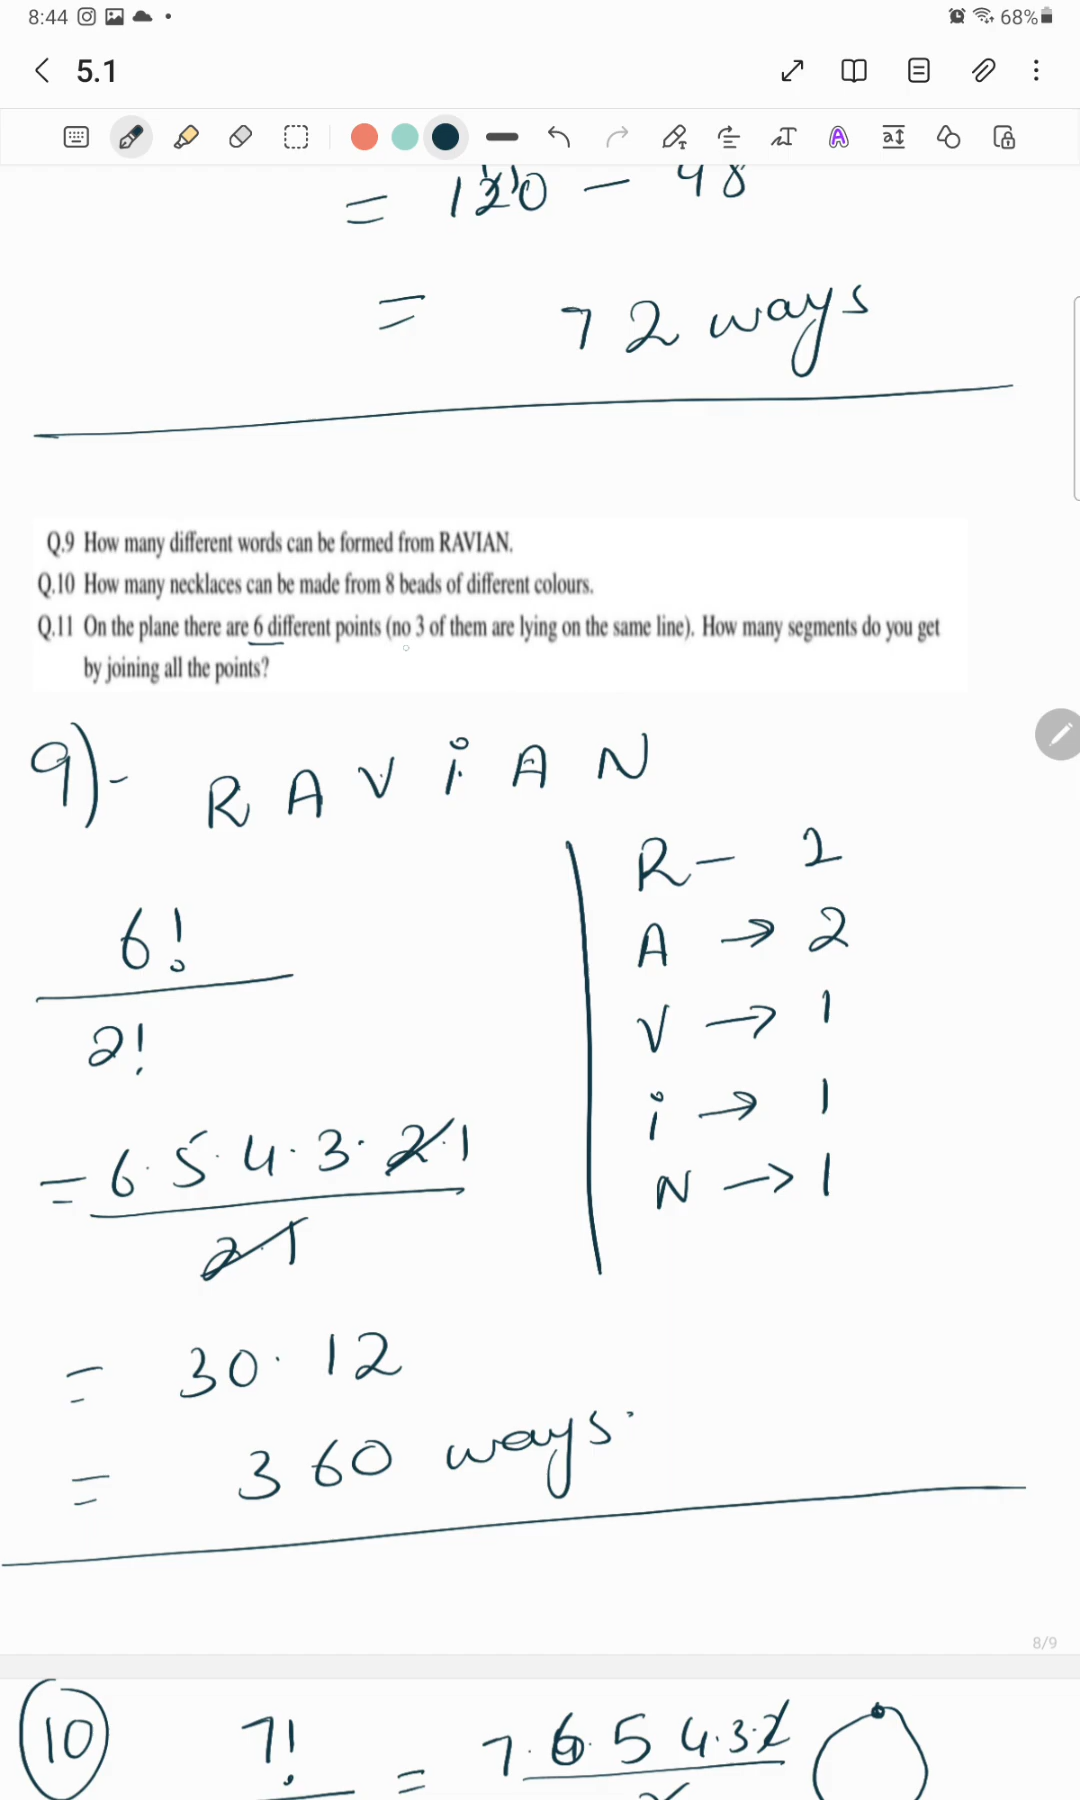 8:44
68%
5.1
= 120 - 48
= 72 ways
Q.9 How many different words can be formed from RAVIAN.
Q.10 How many necklaces can be made from 8 beads of different colours.
Q.11 On the plane there are 6 different points (no 3 of them are lying on the same line). How many segments do you get
by joining all the points?
9)- R A V i A N
6!
2!
= 6.5.4.3.2.1
2.1
= 30.12
= 360 ways.
R- 1
A → 2
V → 1
i → 1
N → 1
8/9
10 7! = 7.6.5 4.3.2